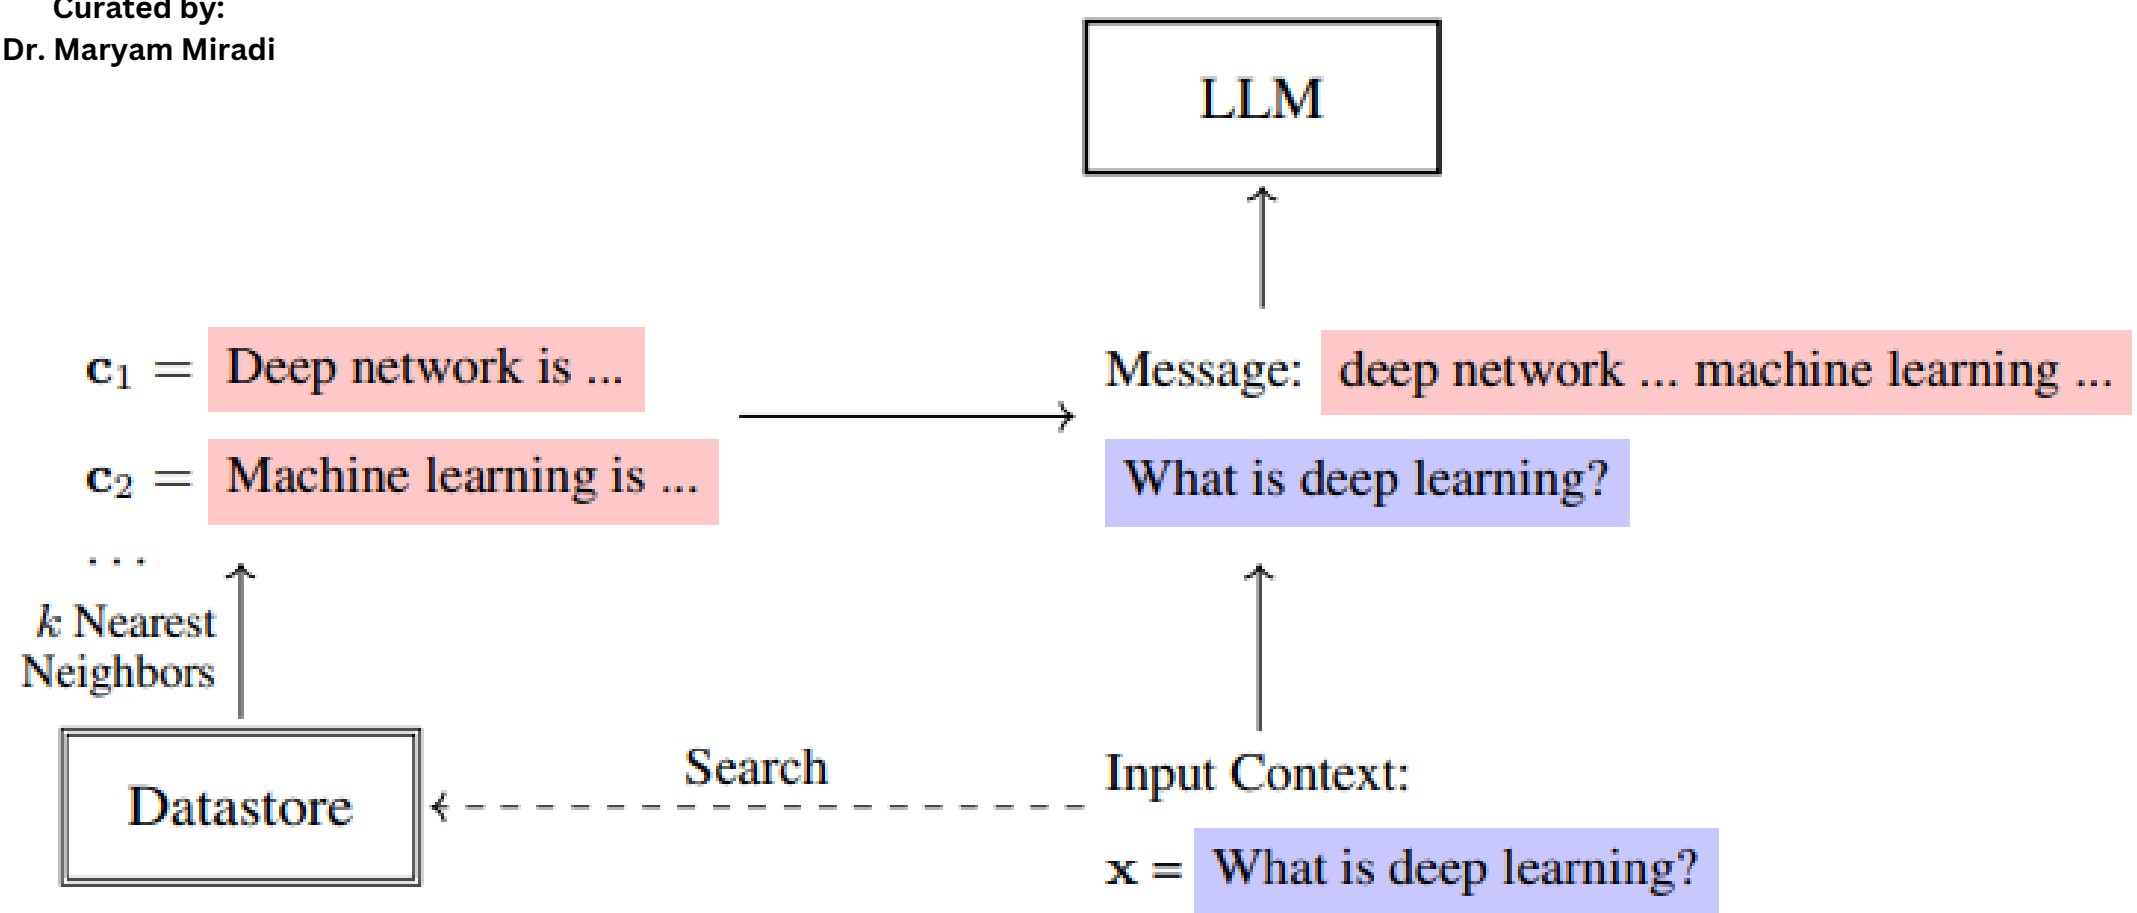 Curated by:
Dr. Maryam Miradi
LLM
c₁ = Deep network is ...
c₂ = Machine learning is ...
...
Message: deep network ... machine learning ...
What is deep learning?
k Nearest
Neighbors
Datastore
Search
Input Context:
x = What is deep learning?